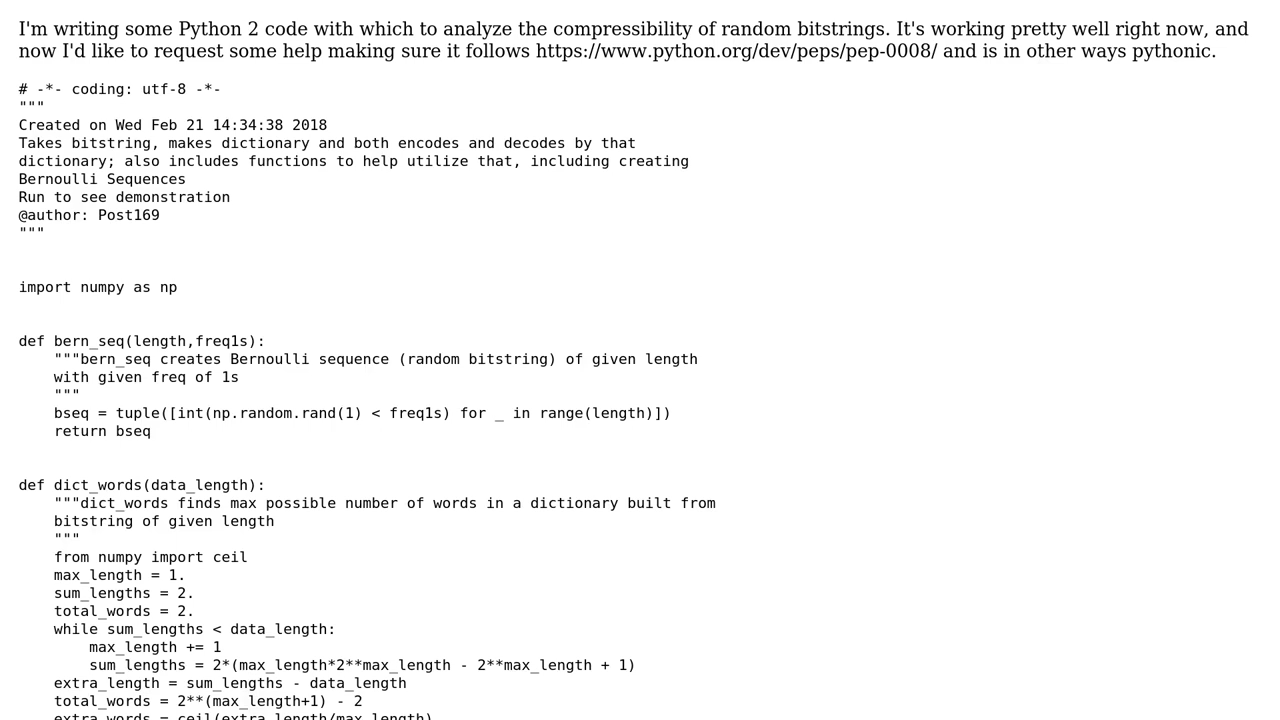 I'm writing some Python 2 code with which to analyze the compressibility of random bitstrings. It's working pretty well right now, and
now I'd like to request some help making sure it follows https://www.python.org/dev/peps/pep-0008/ and is in other ways pythonic.
# -*- coding: utf-8 -*-
"""
Created on Wed Feb 21 14:34:38 2018
Takes bitstring, makes dictionary and both encodes and decodes by that
dictionary; also includes functions to help utilize that, including creating
Bernoulli Sequences
Run to see demonstration
@author: Post169
"""
import numpy as np
def bern_seq(length,freq1s):
    """bern_seq creates Bernoulli sequence (random bitstring) of given length
    with given freq of 1s
    """
    bseq = tuple([int(np.random.rand(1) < freq1s) for _ in range(length)])
    return bseq
def dict_words(data_length):
    """dict_words finds max possible number of words in a dictionary built from
    bitstring of given length
    """
    from numpy import ceil
    max_length = 1.
    sum_lengths = 2.
    total_words = 2.
    while sum_lengths < data_length:
        max_length += 1
        sum_lengths = 2*(max_length*2**max_length - 2**max_length + 1)
    extra_length = sum_lengths - data_length
    total_words = 2**(max_length+1) - 2
    extra_words = ceil(extra_length/max_length)